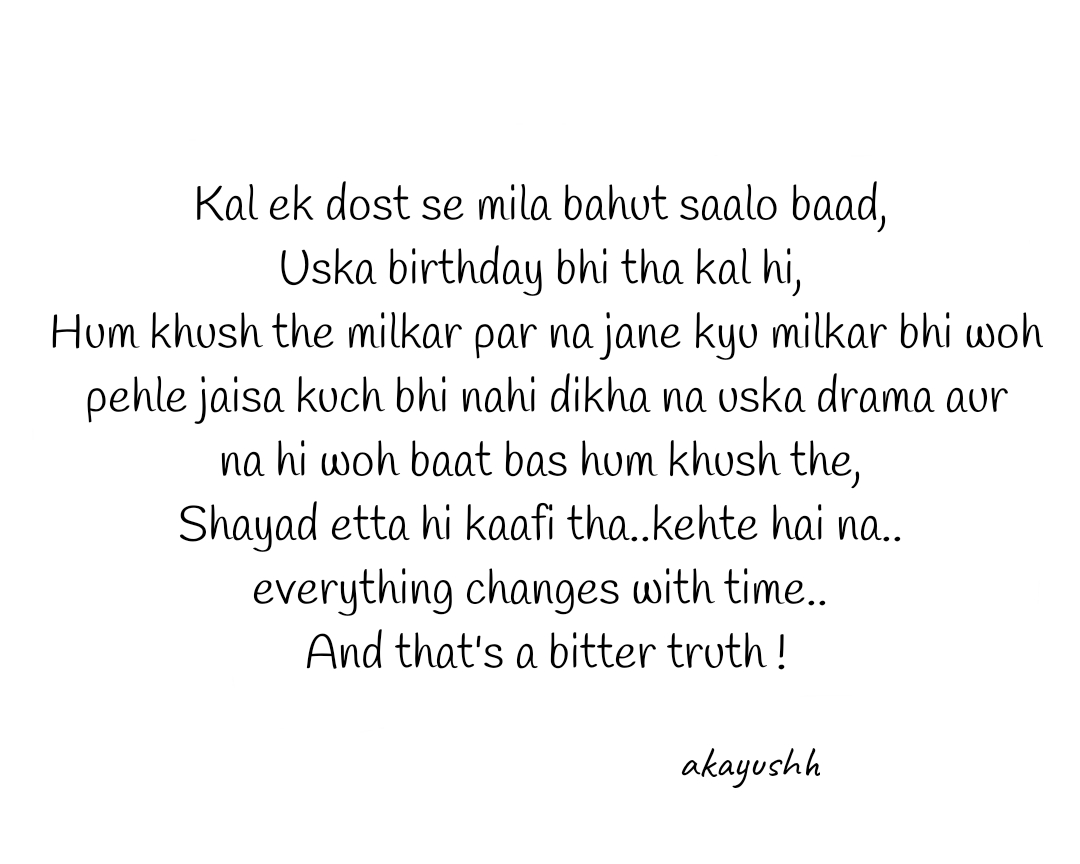 Kal ek dost se mila bahut saalo baad,
Uska birthday bhi tha kal hi,
Hum khush the milkar par na jane kyu milkar bhi woh
pehle jaisa kuch bhi nahi dikha na uska drama aur
na hi woh baat bas hum khush the,
Shayad etta hi kaafi tha..kehte hai na..
everything changes with time..
And that's a bitter truth !
akayushh